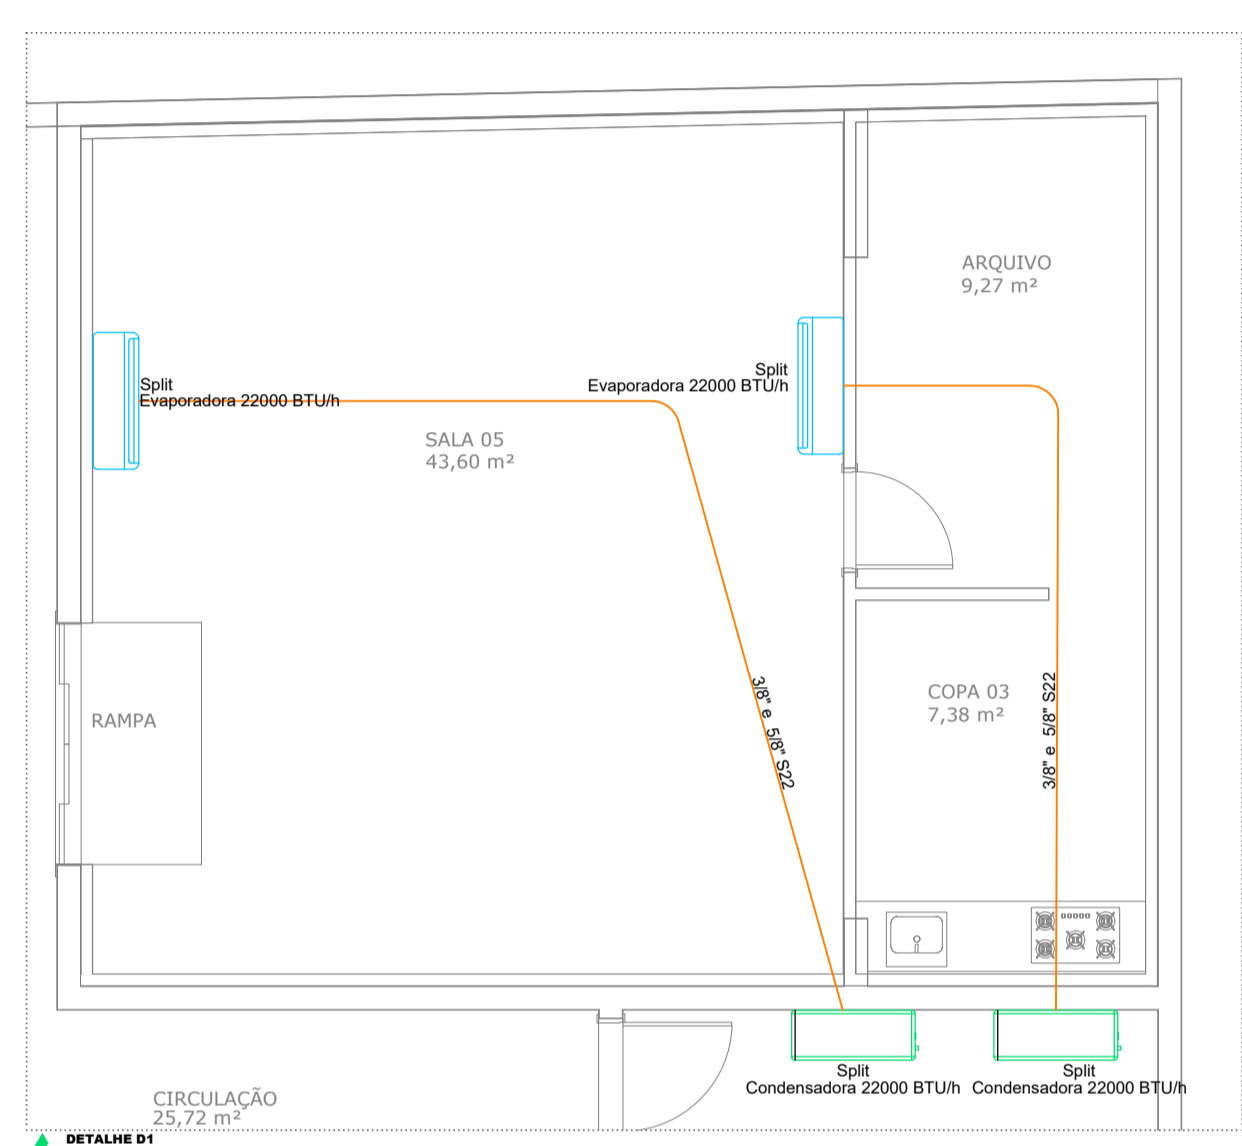 ARQUIVO
9,27 m²
Split
Evaporadora 22000 BTU/h
Split
Evaporadora 22000 BTU/h
SALA 05
43,60 m²
3/8" e 5/8" S22
3/8" e 5/8" S22
COPA 03
7,38 m²
RAMPA
Split
Condensadora 22000 BTU/h
Split
Condensadora 22000 BTU/h
CIRCULAÇÃO
25,72 m²
DETALHE D1